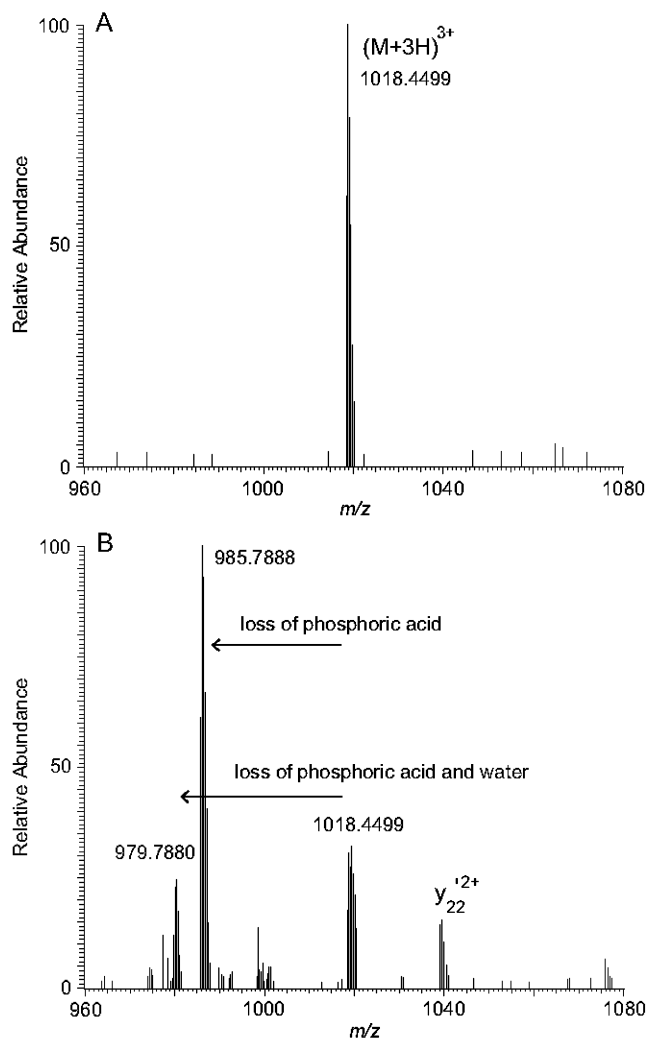 A
100
(M+3H)3+
1018.4499
Relative Abundance
50
0
960 1000 1040 1080
m/z
B
100
985.7888
loss of phosphoric acid
Relative Abundance
50
loss of phosphoric acid and water
979.7880
1018.4499
y22'2+
0
960 1000 1040 1080
m/z